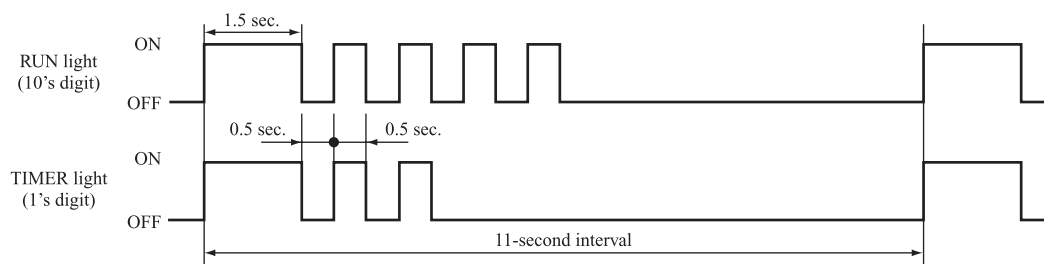 1.5 sec.
ON
RUN light
(10's digit)
OFF
0.5 sec.
0.5 sec.
ON
TIMER light
(1's digit)
OFF
11-second interval